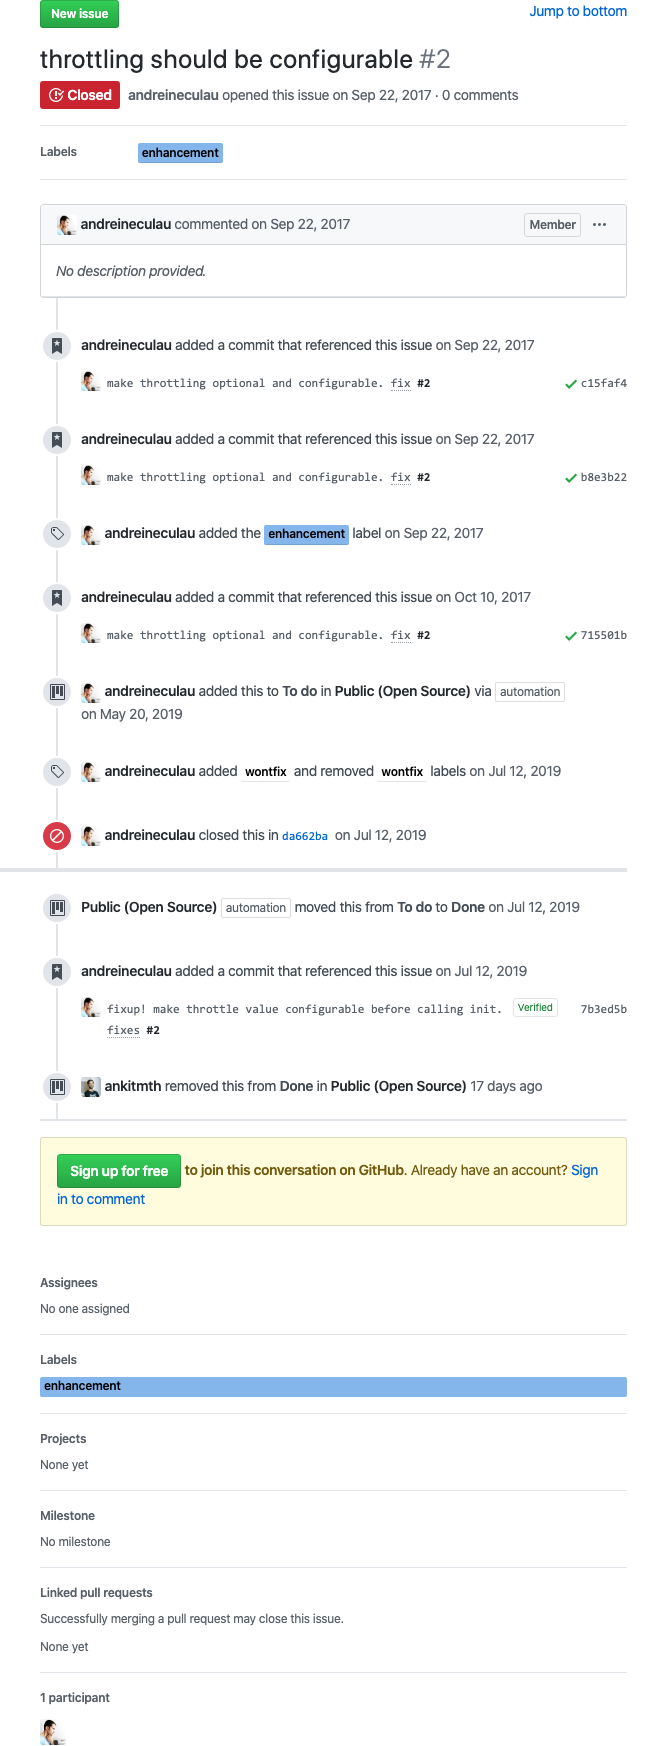 New issue
Jump to bottom
throttling should be configurable #2
Closed andreineculau opened this issue on Sep 22, 2017 · 0 comments
Labels
enhancement
andreineculau commented on Sep 22, 2017
Member
No description provided.
andreineculau added a commit that referenced this issue on Sep 22, 2017
make throttling optional and configurable. fix #2
c15faf4
andreineculau added a commit that referenced this issue on Sep 22, 2017
make throttling optional and configurable. fix #2
b8e3b22
andreineculau added the enhancement label on Sep 22, 2017
andreineculau added a commit that referenced this issue on Oct 10, 2017
make throttling optional and configurable. fix #2
715501b
andreineculau added this to To do in Public (Open Source) via automation
on May 20, 2019
andreineculau added wontfix and removed wontfix labels on Jul 12, 2019
andreineculau closed this in da662ba on Jul 12, 2019
Public (Open Source) automation moved this from To do to Done on Jul 12, 2019
andreineculau added a commit that referenced this issue on Jul 12, 2019
fixup! make throttle value configurable before calling init.
Verified
7b3ed5b
fixes #2
ankitmth removed this from Done in Public (Open Source) 17 days ago
Sign up for free to join this conversation on GitHub. Already have an account? Sign
in to comment
Assignees
No one assigned
Labels
enhancement
Projects
None yet
Milestone
No milestone
Linked pull requests
Successfully merging a pull request may close this issue.
None yet
1 participant